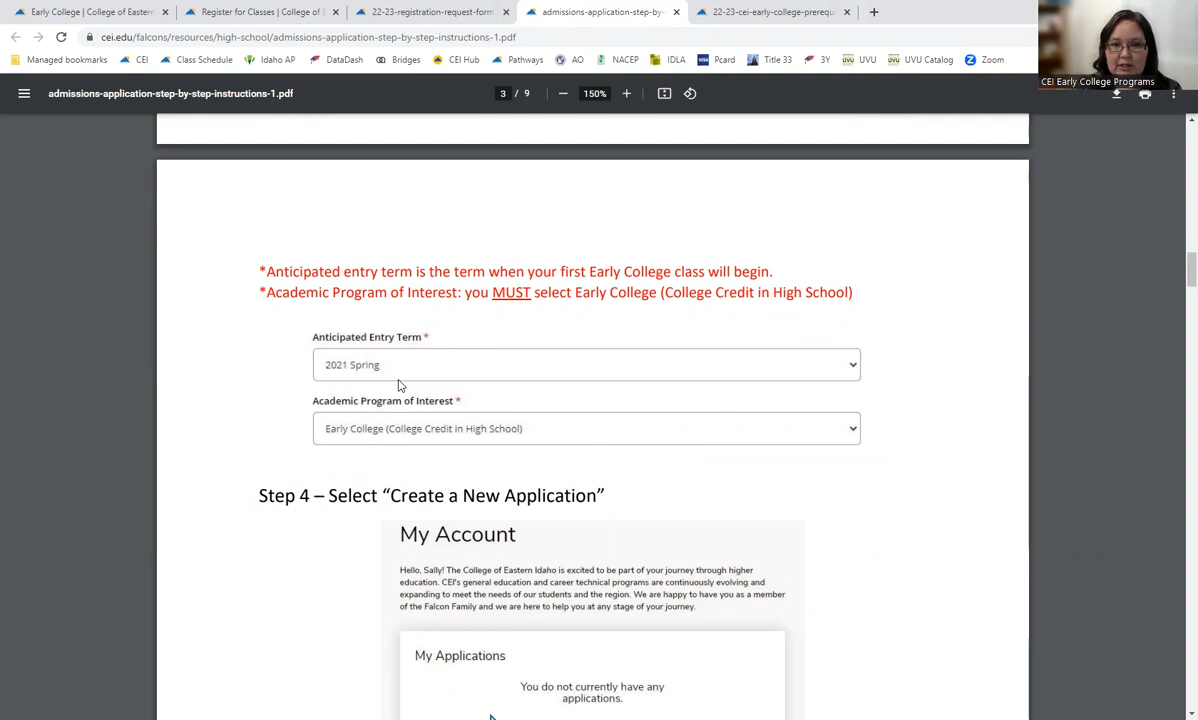 Early College | College of Eastern
Register for Classes | College of E
22-23-registration-request-form
admissions-application-step-by-
22-23-cei-early-college-prerequ
cei.edu/falcons/resources/high-school/admissions-application-step-by-step-instructions-1.pdf
Managed bookmarks CEI Class Schedule Idaho AP DataDash Bridges CEI Hub Pathways AO NACEP IDLA Pcard Title 33 3Y UVU UVU Catalog Zoom
CEI Early College Programs
admissions-application-step-by-step-instructions-1.pdf 3 / 9 150%
*Anticipated entry term is the term when your first Early College class will begin.
*Academic Program of Interest: you MUST select Early College (College Credit in High School)
Anticipated Entry Term *
2021 Spring
Academic Program of Interest *
Early College (College Credit in High School)
Step 4 – Select “Create a New Application”
My Account
Hello, Sally! The College of Eastern Idaho is excited to be part of your journey through higher
education. CEI's general education and career technical programs are continuously evolving and
expanding to meet the needs of our students and the region. We are happy to have you as a member
of the Falcon Family and we are here to help you at any stage of your journey.
My Applications
You do not currently have any
applications.